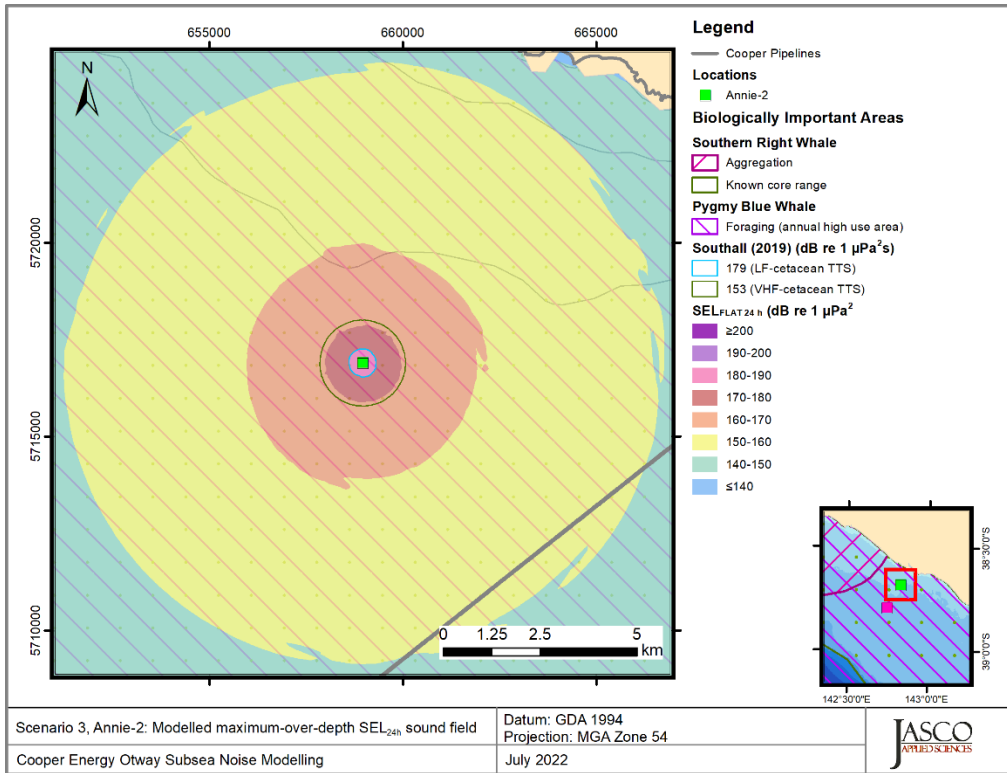 655000
660000
665000
5720000
5715000
5710000
N
0 1.25 2.5 5
km
Legend
Cooper Pipelines
Locations
Annie-2
Biologically Important Areas
Southern Right Whale
Aggregation
Known core range
Pygmy Blue Whale
Foraging (annual high use area)
Southall (2019) (dB re 1 µPa²s)
179 (LF-cetacean TTS)
153 (VHF-cetacean TTS)
SELFLAT 24 h (dB re 1 µPa²
≥200
190-200
180-190
170-180
160-170
150-160
140-150
≤140
38°30'0"S
39°0'0"S
142°30'0"E 143°0'0"E
Scenario 3, Annie-2: Modelled maximum-over-depth SEL24h sound field
Cooper Energy Otway Subsea Noise Modelling
Datum: GDA 1994
Projection: MGA Zone 54
July 2022
JASCO
APPLIED SCIENCES